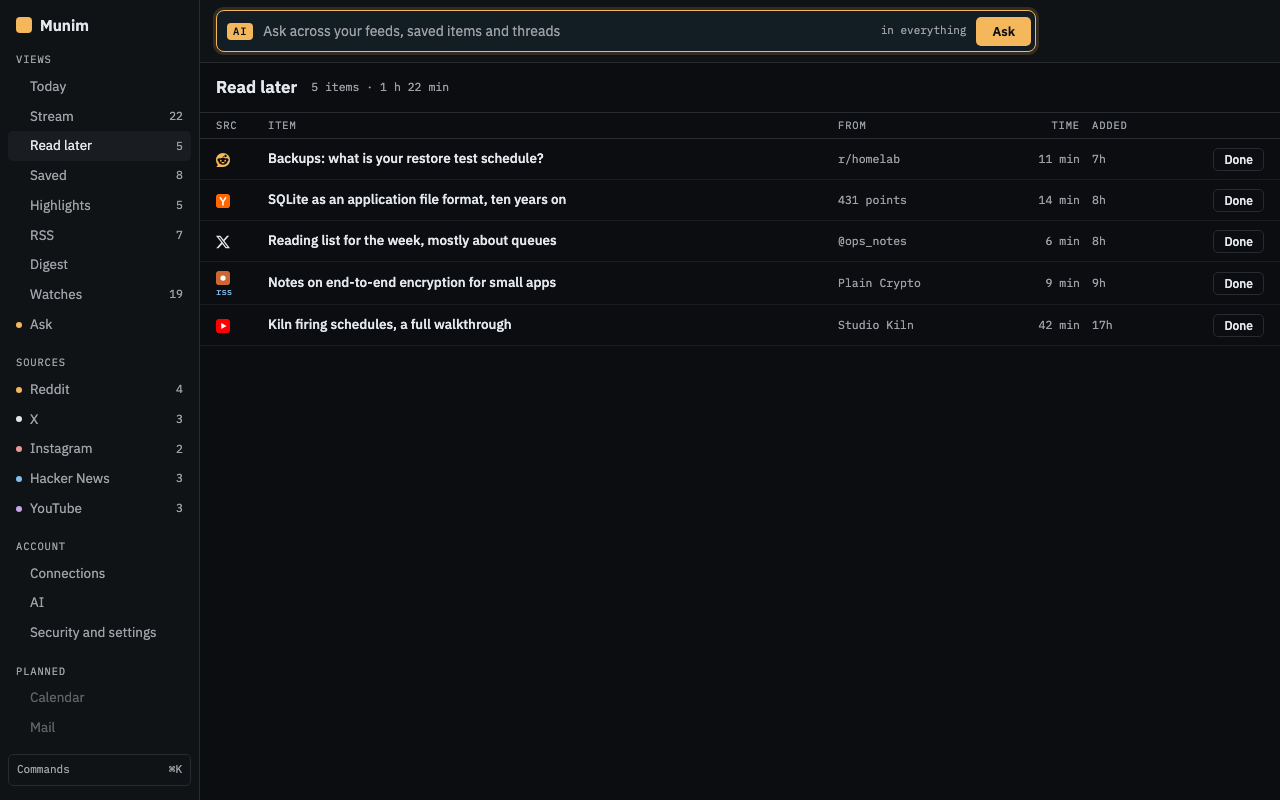 Munim
VIEWS
Today
Stream 22
Read later 5
Saved 8
Highlights 5
RSS 7
Digest
Watches 19
Ask
SOURCES
Reddit 4
X 3
Instagram 2
Hacker News 3
YouTube 3
ACCOUNT
Connections
AI
Security and settings
PLANNED
Calendar
Mail
Commands ⌘K
AI Ask across your feeds, saved items and threads in everything Ask
Read later 5 items · 1 h 22 min
SRC ITEM FROM TIME ADDED
Backups: what is your restore test schedule? r/homelab 11 min 7h Done
Y SQLite as an application file format, ten years on 431 points 14 min 8h Done
X Reading list for the week, mostly about queues @ops_notes 6 min 8h Done
rss Notes on end-to-end encryption for small apps Plain Crypto 9 min 9h Done
Kiln firing schedules, a full walkthrough Studio Kiln 42 min 17h Done